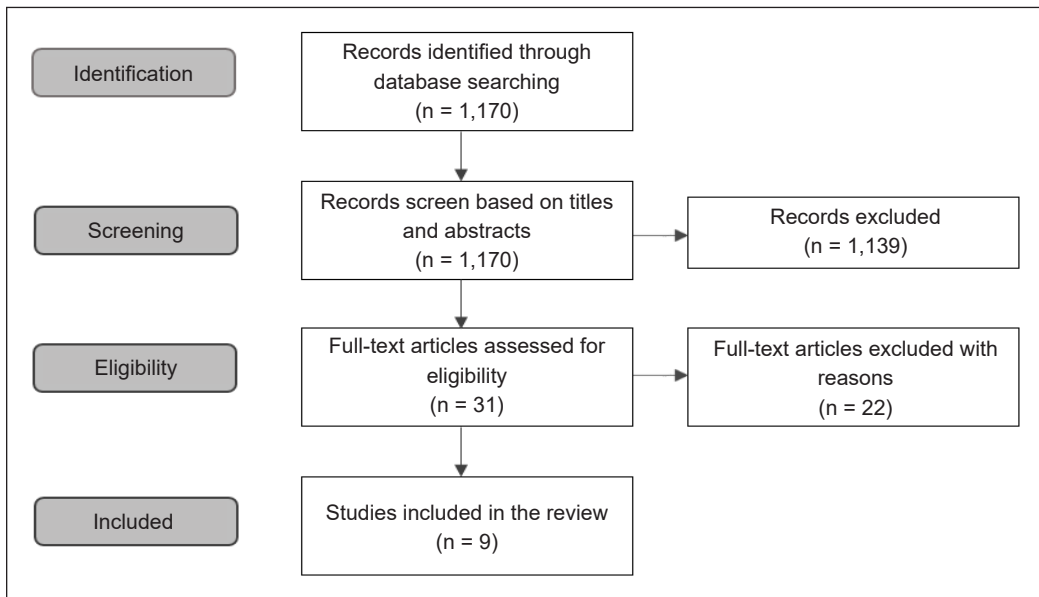 Identification
Records identified through
database searching
(n = 1,170)
Screening
Records screen based on titles
and abstracts
(n = 1,170)
Records excluded
(n = 1,139)
Eligibility
Full-text articles assessed for
eligibility
(n = 31)
Full-text articles excluded with
reasons
(n = 22)
Included
Studies included in the review
(n = 9)